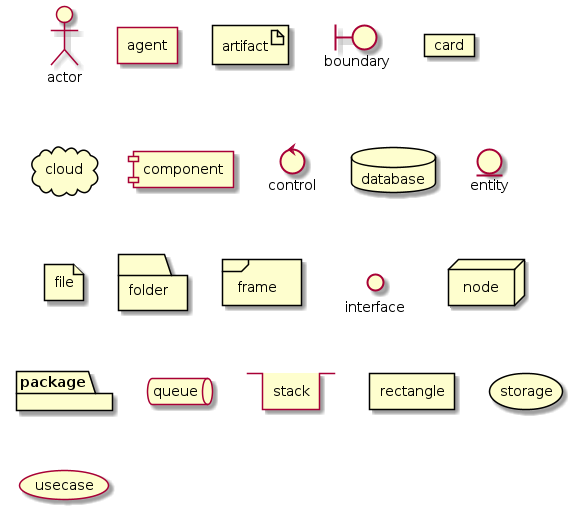 actor
agent
artifact
boundary
card
cloud
component
control
database
entity
file
folder
frame
interface
node
package
queue
stack
rectangle
storage
usecase